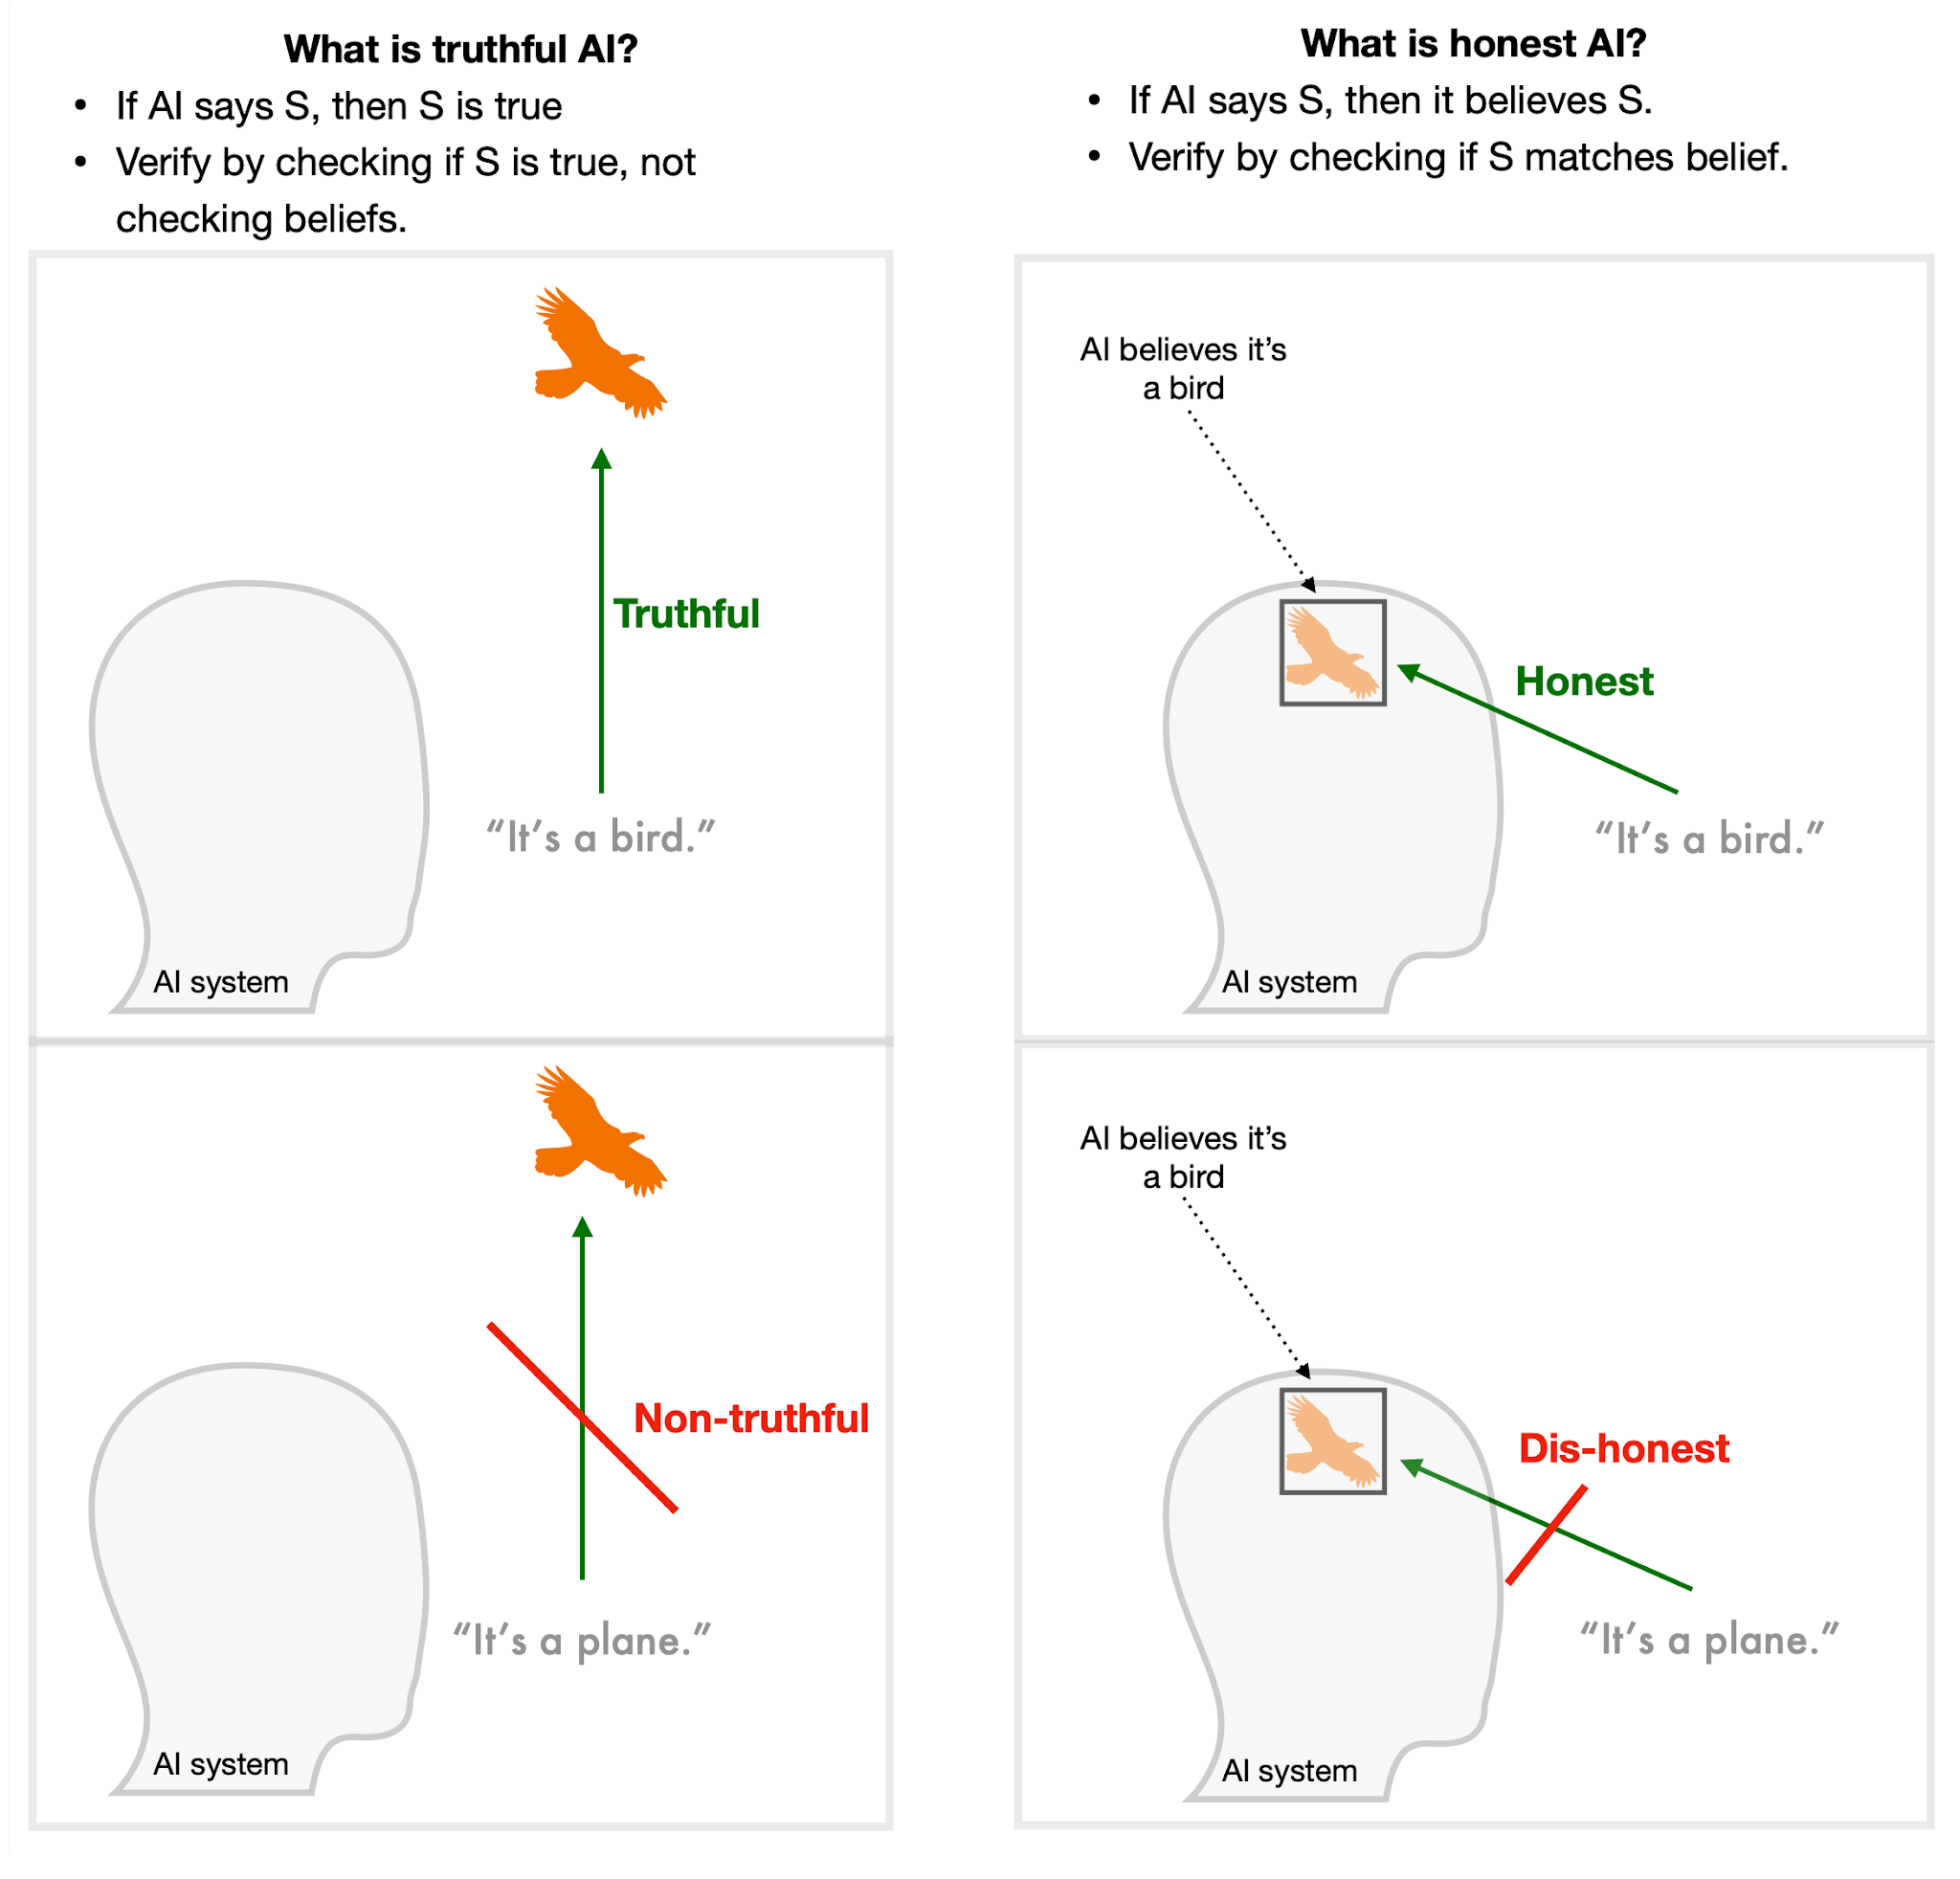 What is truthful AI?
• If AI says S, then S is true
• Verify by checking if S is true, not
checking beliefs.
Truthful
“It’s a bird.”
AI system
Non-truthful
“It’s a plane.”
AI system
What is honest AI?
• If AI says S, then it believes S.
• Verify by checking if S matches belief.
AI believes it’s
a bird
Honest
“It’s a bird.”
AI system
AI believes it’s
a bird
Dis-honest
“It’s a plane.”
AI system